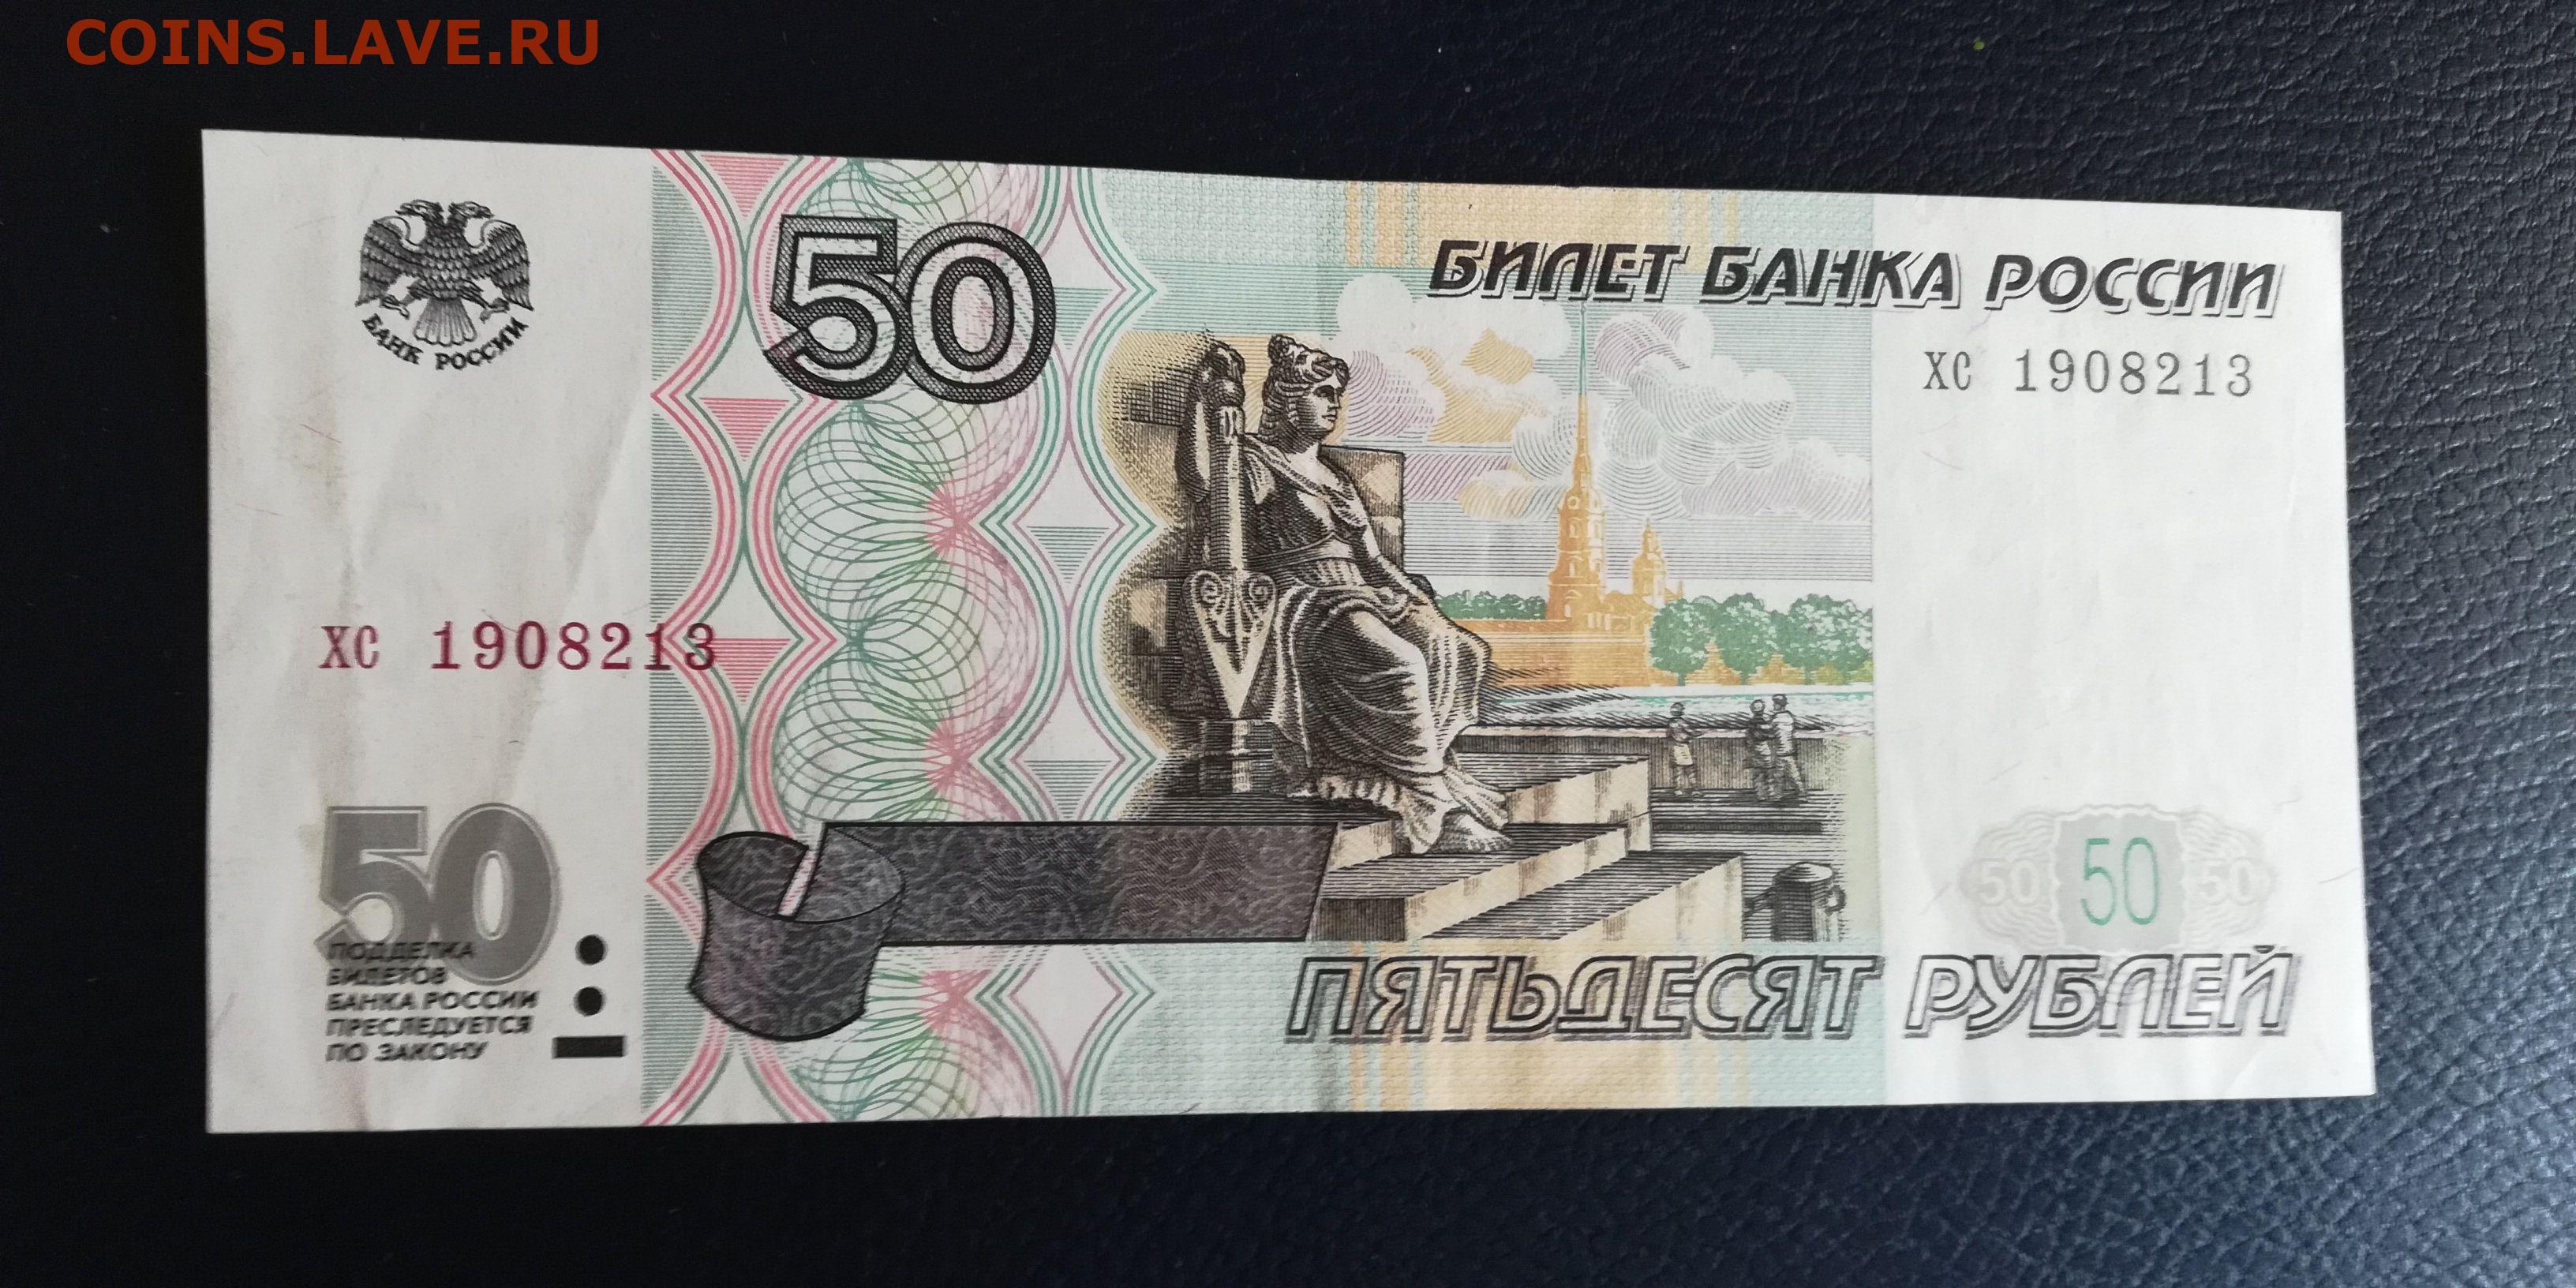 COINS.LAVE.RU
50
БИЛЕТ БАНКА РОССИИ
БАНК РОССИИ
ХС 1908213
ХС 1908213
50
ПОДДЕЛКА
БИЛЕТОВ
БАНКА РОССИИ
ПРЕСЛЕДУЕТСЯ
ПО ЗАКОНУ
50 50 50
ПЯТЬДЕСЯТ РУБЛЕЙ